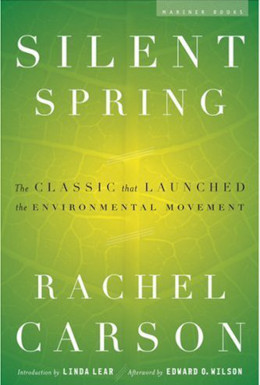 MARINER BOOKS
SILENT
SPRING
The CLASSIC that LAUNCHED
the ENVIRONMENTAL MOVEMENT
RACHEL
CARSON
Introduction by LINDA LEAR Afterword by EDWARD O. WILSON